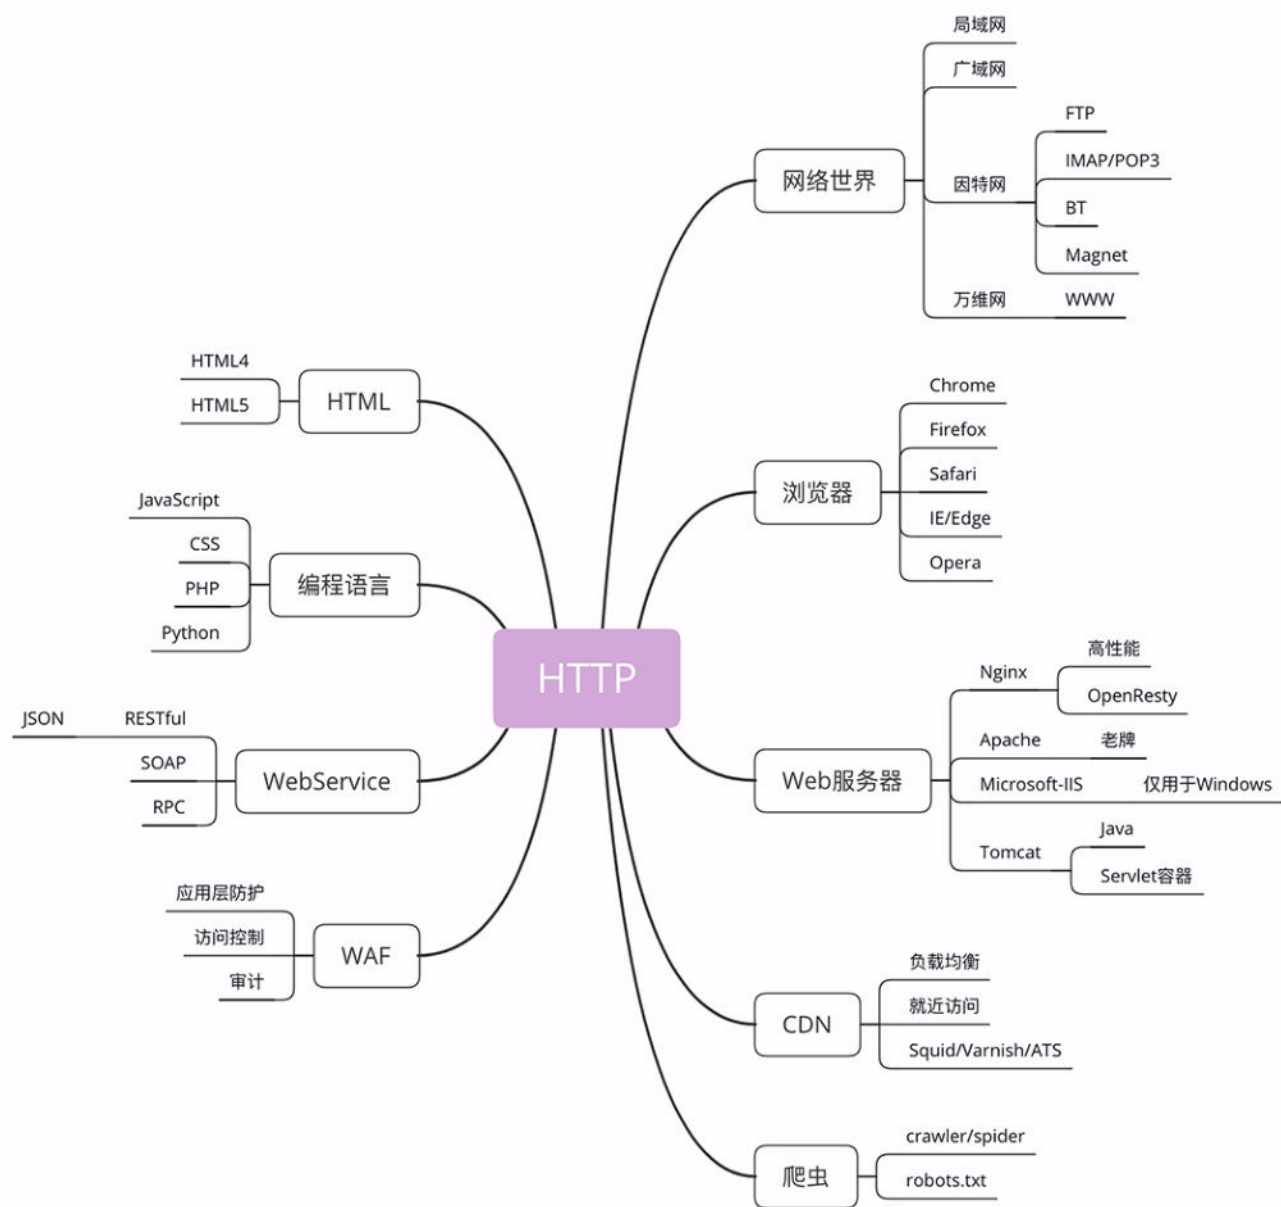 HTTP
网络世界
局域网
广域网
因特网
FTP
IMAP/POP3
BT
Magnet
万维网
WWW
浏览器
Chrome
Firefox
Safari
IE/Edge
Opera
Web服务器
Nginx
高性能
OpenResty
Apache
老牌
Microsoft-IIS
仅用于Windows
Tomcat
Java
Servlet容器
CDN
负载均衡
就近访问
Squid/Varnish/ATS
爬虫
crawler/spider
robots.txt
HTML
HTML4
HTML5
编程语言
JavaScript
CSS
PHP
Python
WebService
RESTful
JSON
SOAP
RPC
WAF
应用层防护
访问控制
审计